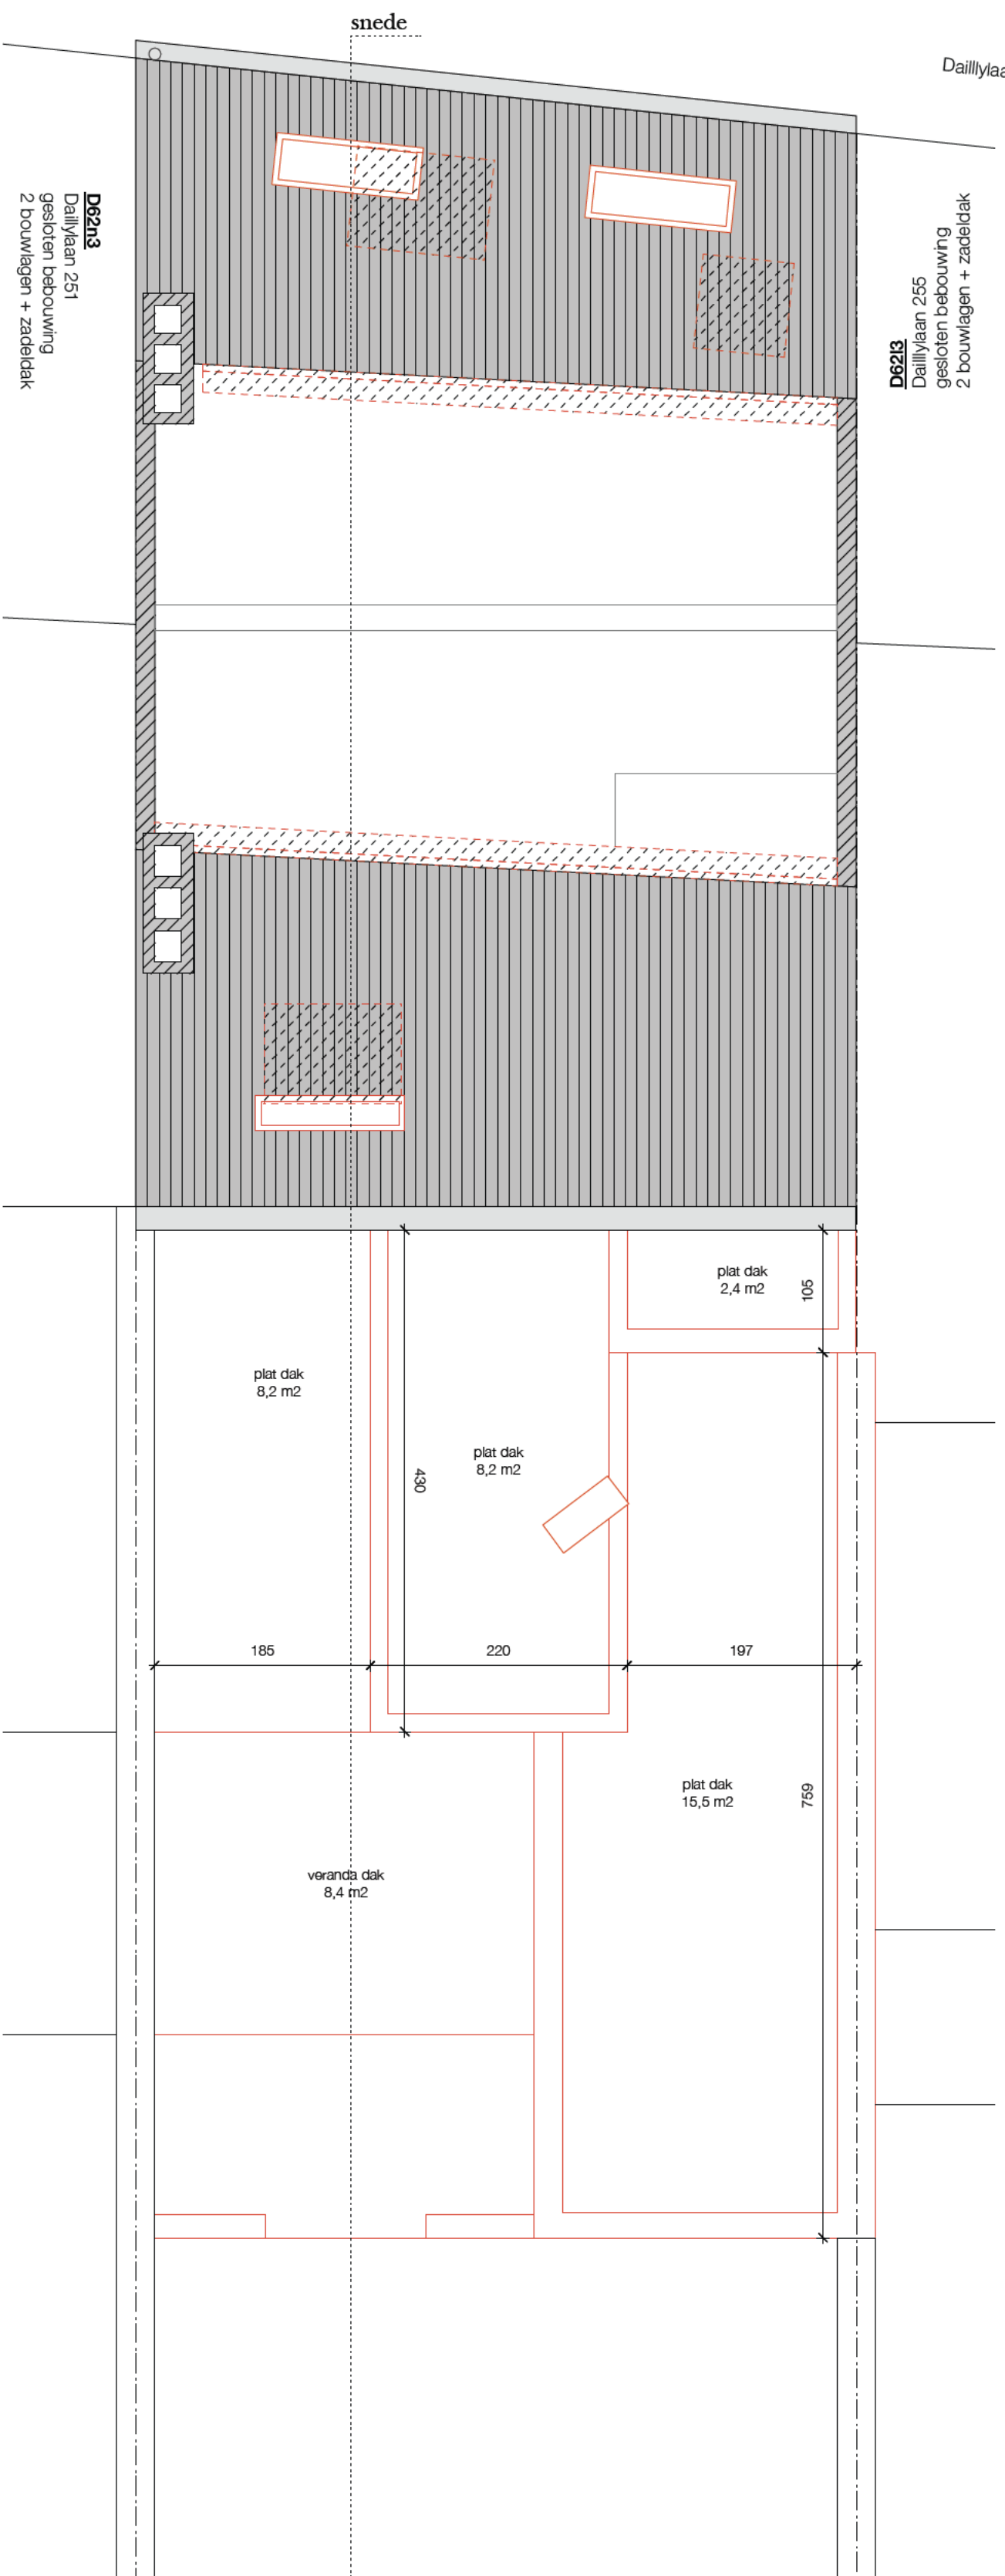 snede
D62n3
Daillylaan 251
gesloten bebouwing
2 bouwlagen + zadeldak
D62l3
Dailllylaan 255
gesloten bebouwing
2 bouwlagen + zadeldak
plat dak
2,4 m2
105
plat dak
8,2 m2
plat dak
8,2 m2
430
185
220
197
plat dak
15,5 m2
759
veranda dak
8,4 m2